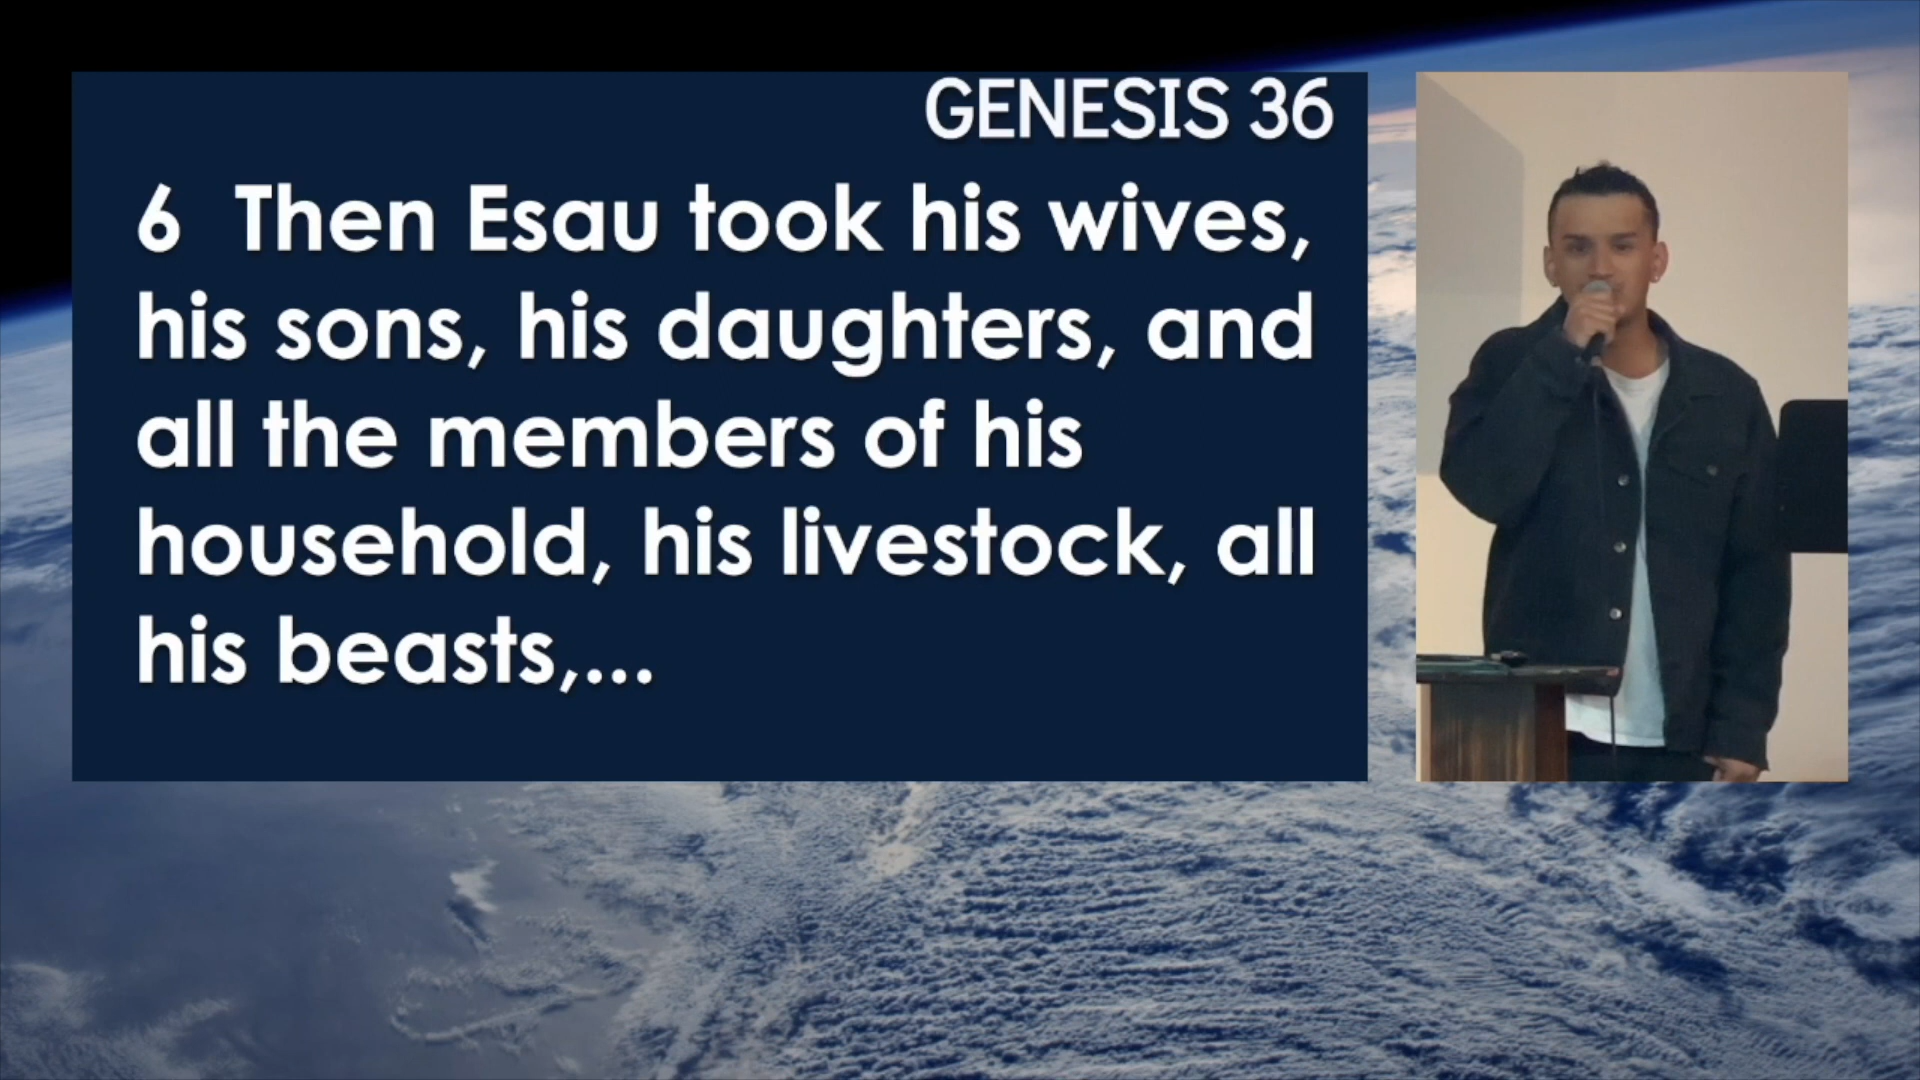 GENESIS 36
6 Then Esau took his wives,
his sons, his daughters, and
all the members of his
household, his livestock, all
his beasts,...